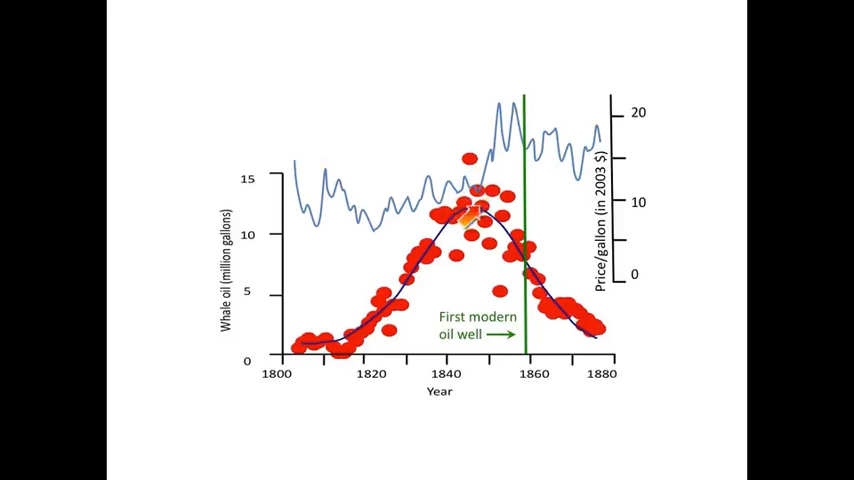 20
15
10
5
0
Whale oil (million gallons)
10
0
Price/gallon (in 2003 $)
First modern
oil well
1800
1820
1840
1860
1880
Year